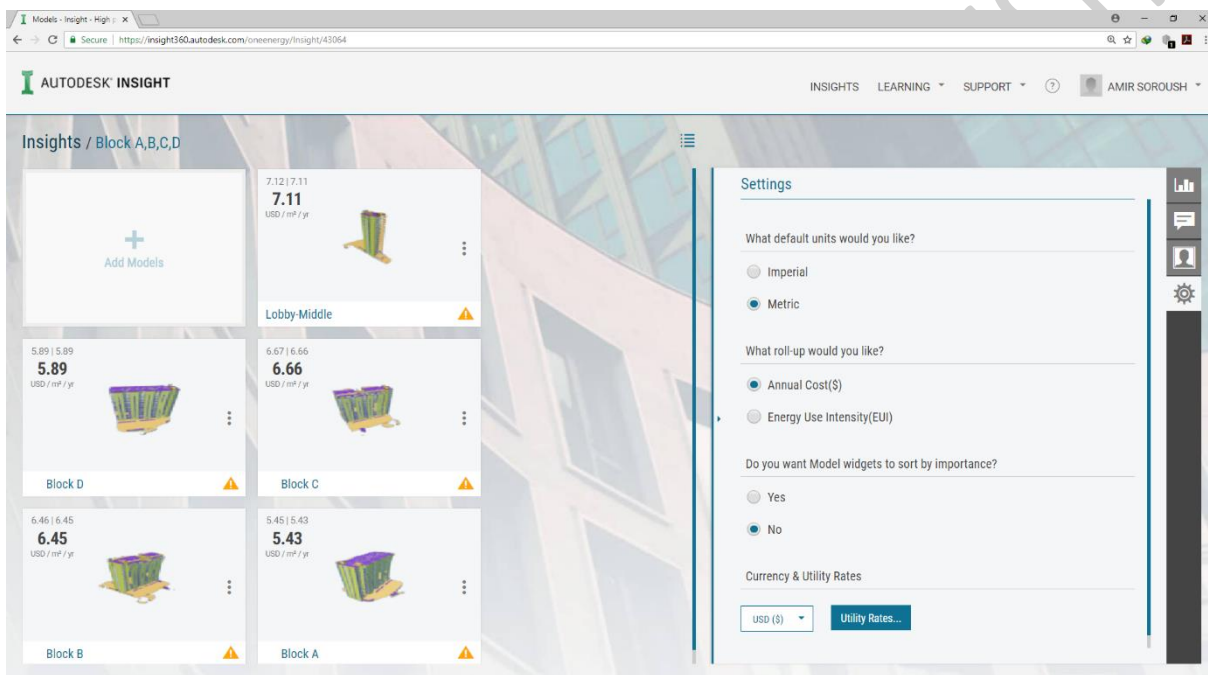 Models - Insight - High p
Secure | https://insight360.autodesk.com/oneenergy/Insight/43064
AUTODESK® INSIGHT
INSIGHTS LEARNING SUPPORT ? AMIR SOROUSH
Insights / Block A,B,C,D
Add Models
7.12 | 7.11
7.11
USD / m² / yr
Lobby-Middle
5.89 | 5.89
5.89
USD / m² / yr
Block D
6.67 | 6.66
6.66
USD / m² / yr
Block C
6.46 | 6.45
6.45
USD / m² / yr
Block B
5.45 | 5.43
5.43
USD / m² / yr
Block A
Settings
What default units would you like?
Imperial
Metric
What roll-up would you like?
Annual Cost($)
Energy Use Intensity(EUI)
Do you want Model widgets to sort by importance?
Yes
No
Currency & Utility Rates
USD ($) Utility Rates...